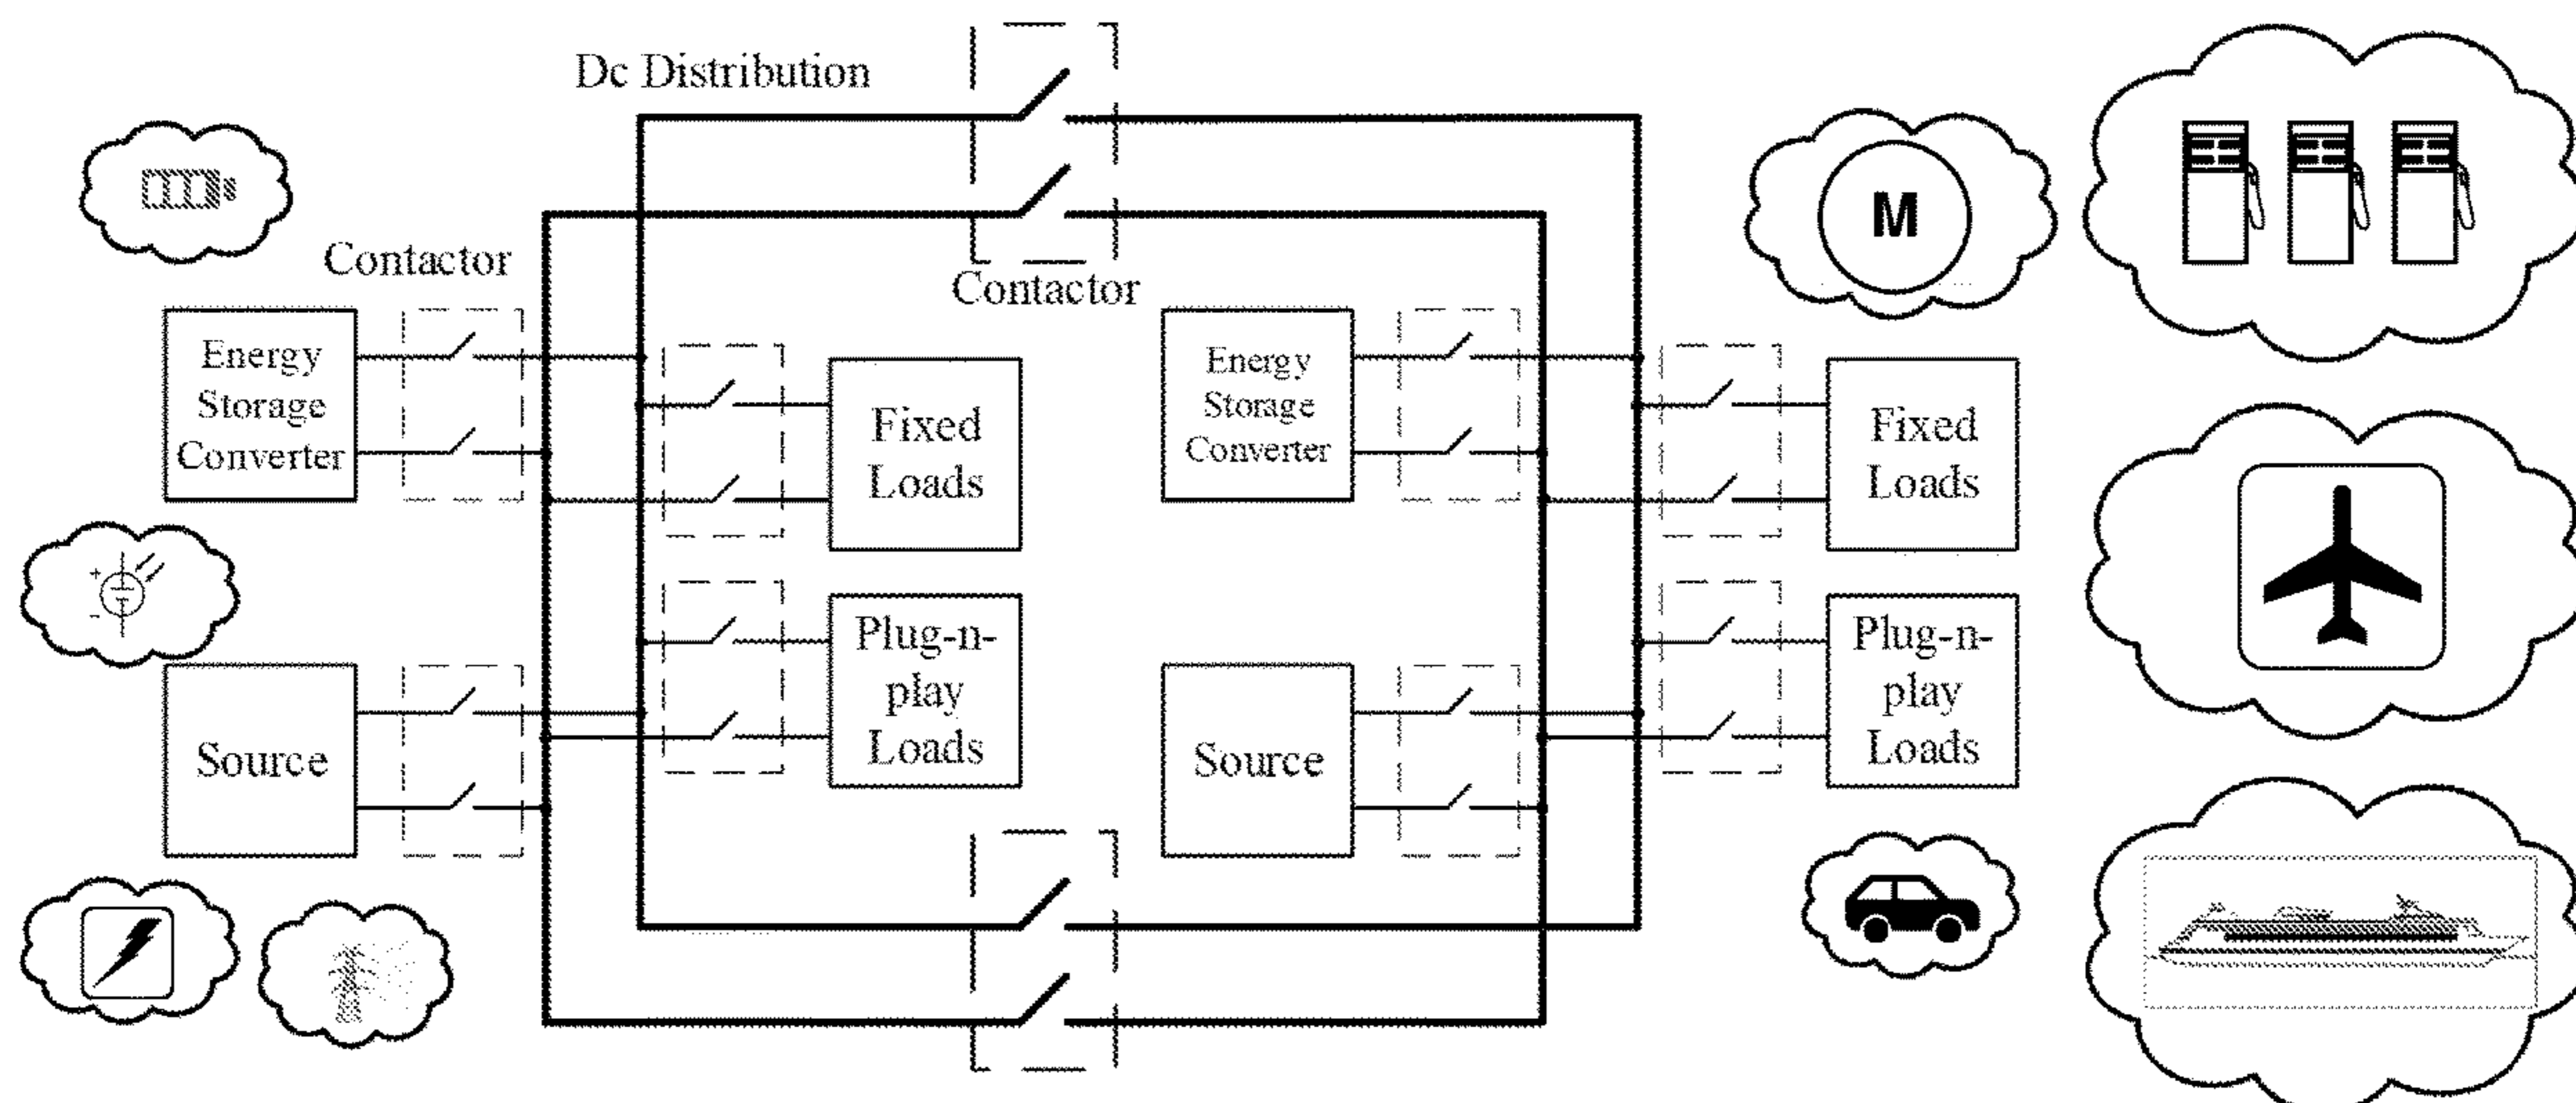 Dc Distribution
Contactor
Contactor
Energy
Storage
Converter
Fixed
Loads
Energy
Storage
Converter
Fixed
Loads
M
+
-
Source
Plug-n-
play
Loads
Source
Plug-n-
play
Loads